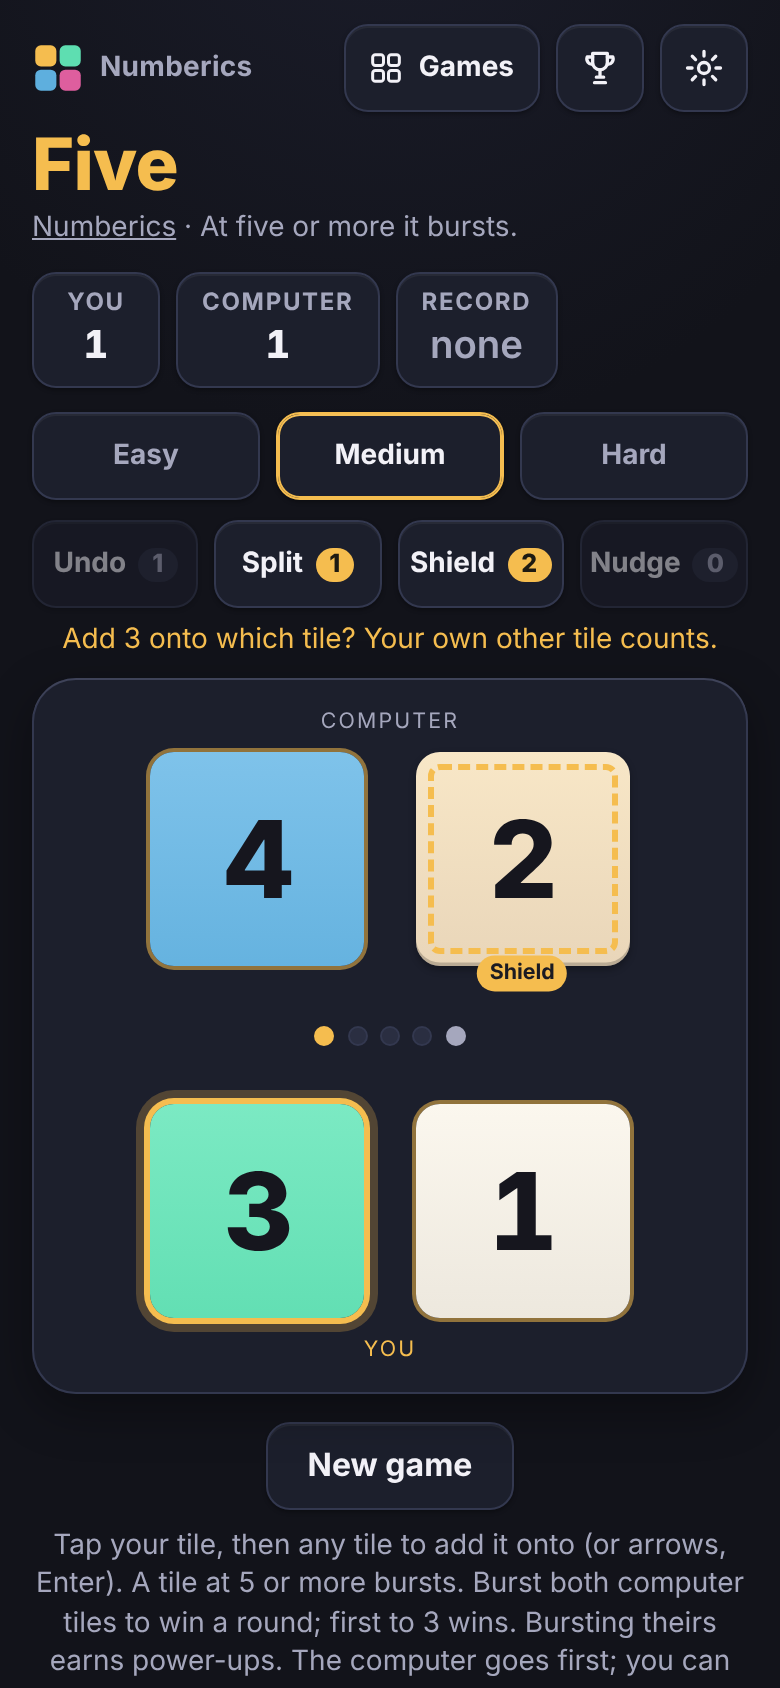 Numberics
Games
Five
Numberics · At five or more it bursts.
YOU
1
COMPUTER
1
RECORD
none
Easy
Medium
Hard
Undo 1
Split 1
Shield 2
Nudge 0
Add 3 onto which tile? Your own other tile counts.
COMPUTER
4
2
Shield
3
1
YOU
New game
Tap your tile, then any tile to add it onto (or arrows,
Enter). A tile at 5 or more bursts. Burst both computer
tiles to win a round; first to 3 wins. Bursting theirs
earns power-ups. The computer goes first; you can